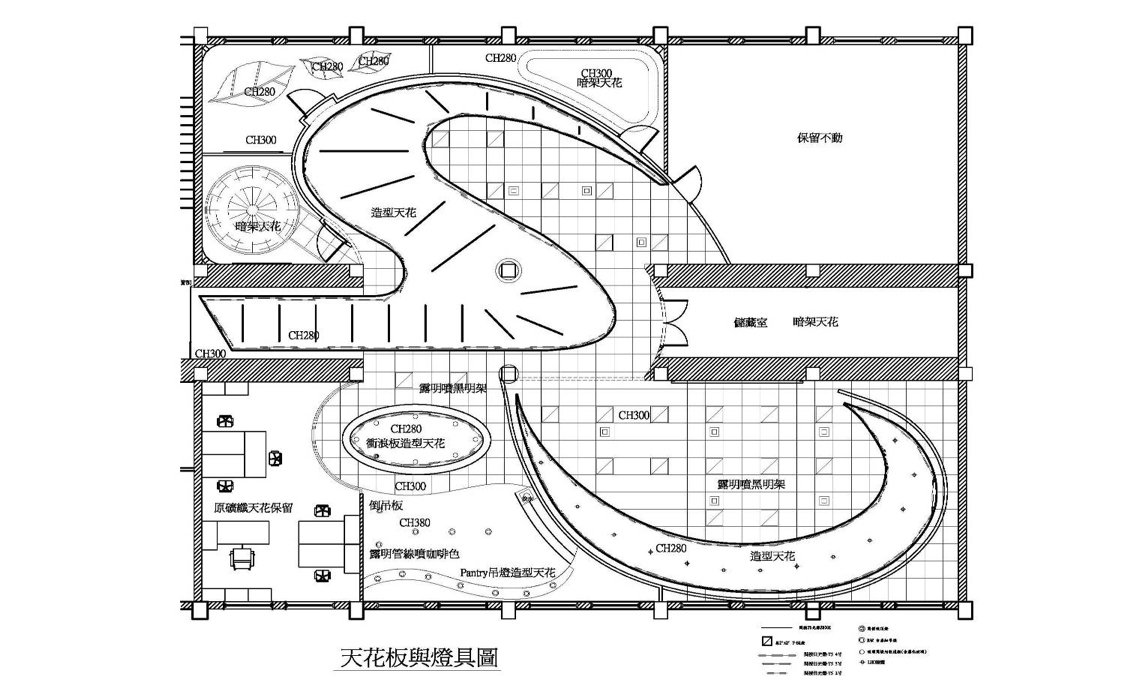 CH280
CH280
CH280
CH280
CH300
暗架天花
CH300
保留不動
造型天花
暗架天花
CH280
CH300
儲藏室
暗架天花
露明噴黑明架
CH300
CH280
衝浪板造型天花
CH300
露明噴黑明架
原礦纖天花保留
倒吊板
CH380
露明管線噴咖啡色
Pantry吊燈造型天花
CH280
造型天花
天花板與燈具圖